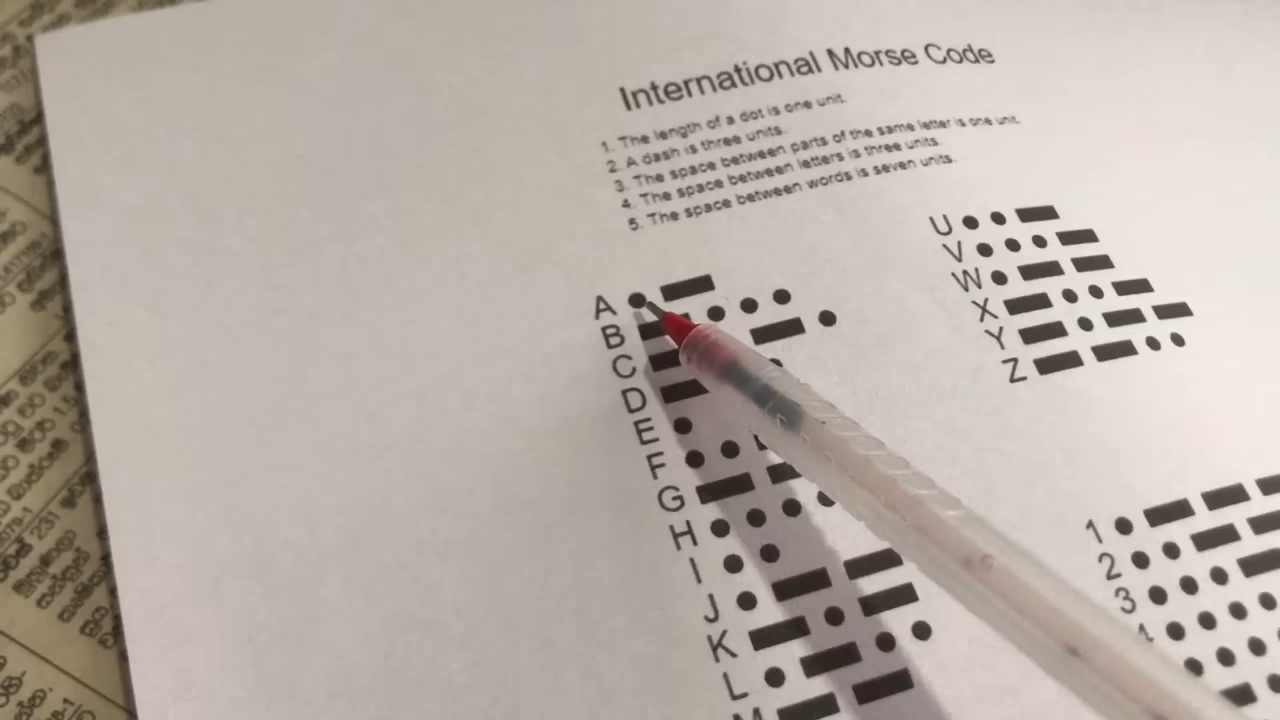 International Morse Code
1. The length of a dot is one unit.
2. A dash is three units.
3. The space between parts of the same letter is one unit.
4. The space between letters is three units.
5. The space between words is seven units.
A
B
C
D
E
F
G
H
I
J
K
L
M
U
V
W
X
Y
Z
1
2
3
4